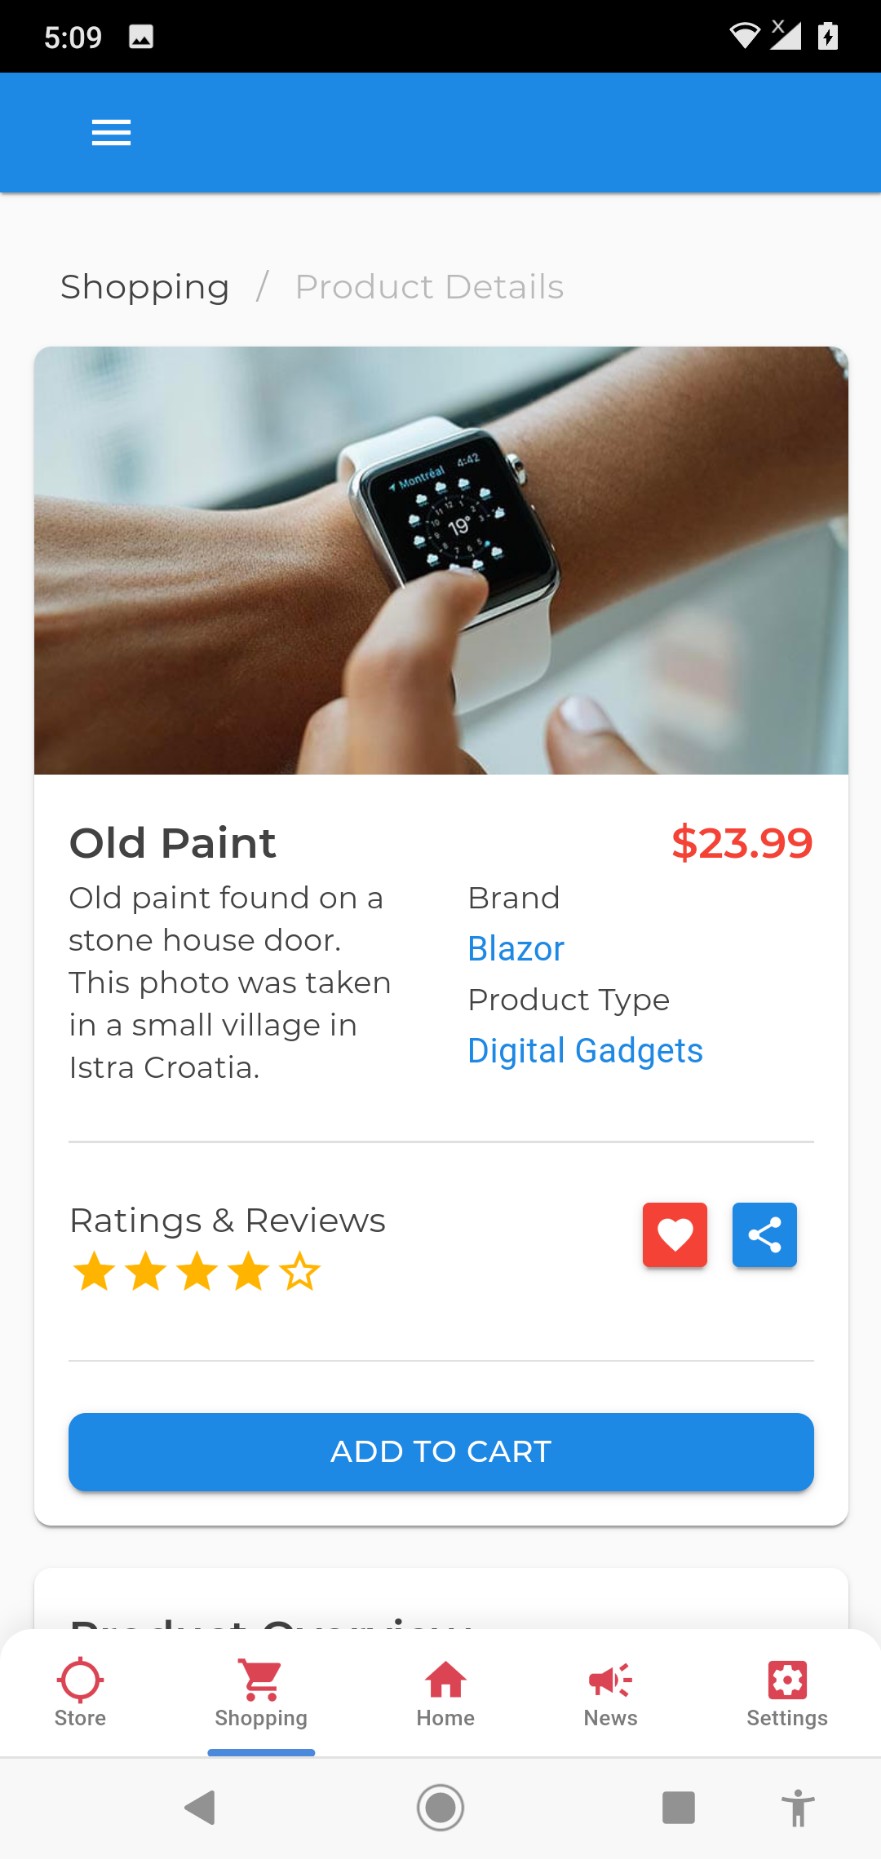 5:09
Shopping / Product Details
Montréal 4:42
19°
Old Paint $23.99
Old paint found on a
stone house door.
This photo was taken
in a small village in
Istra Croatia.
Brand
Blazor
Product Type
Digital Gadgets
Ratings & Reviews
ADD TO CART
Product Overview
Store Shopping Home News Settings